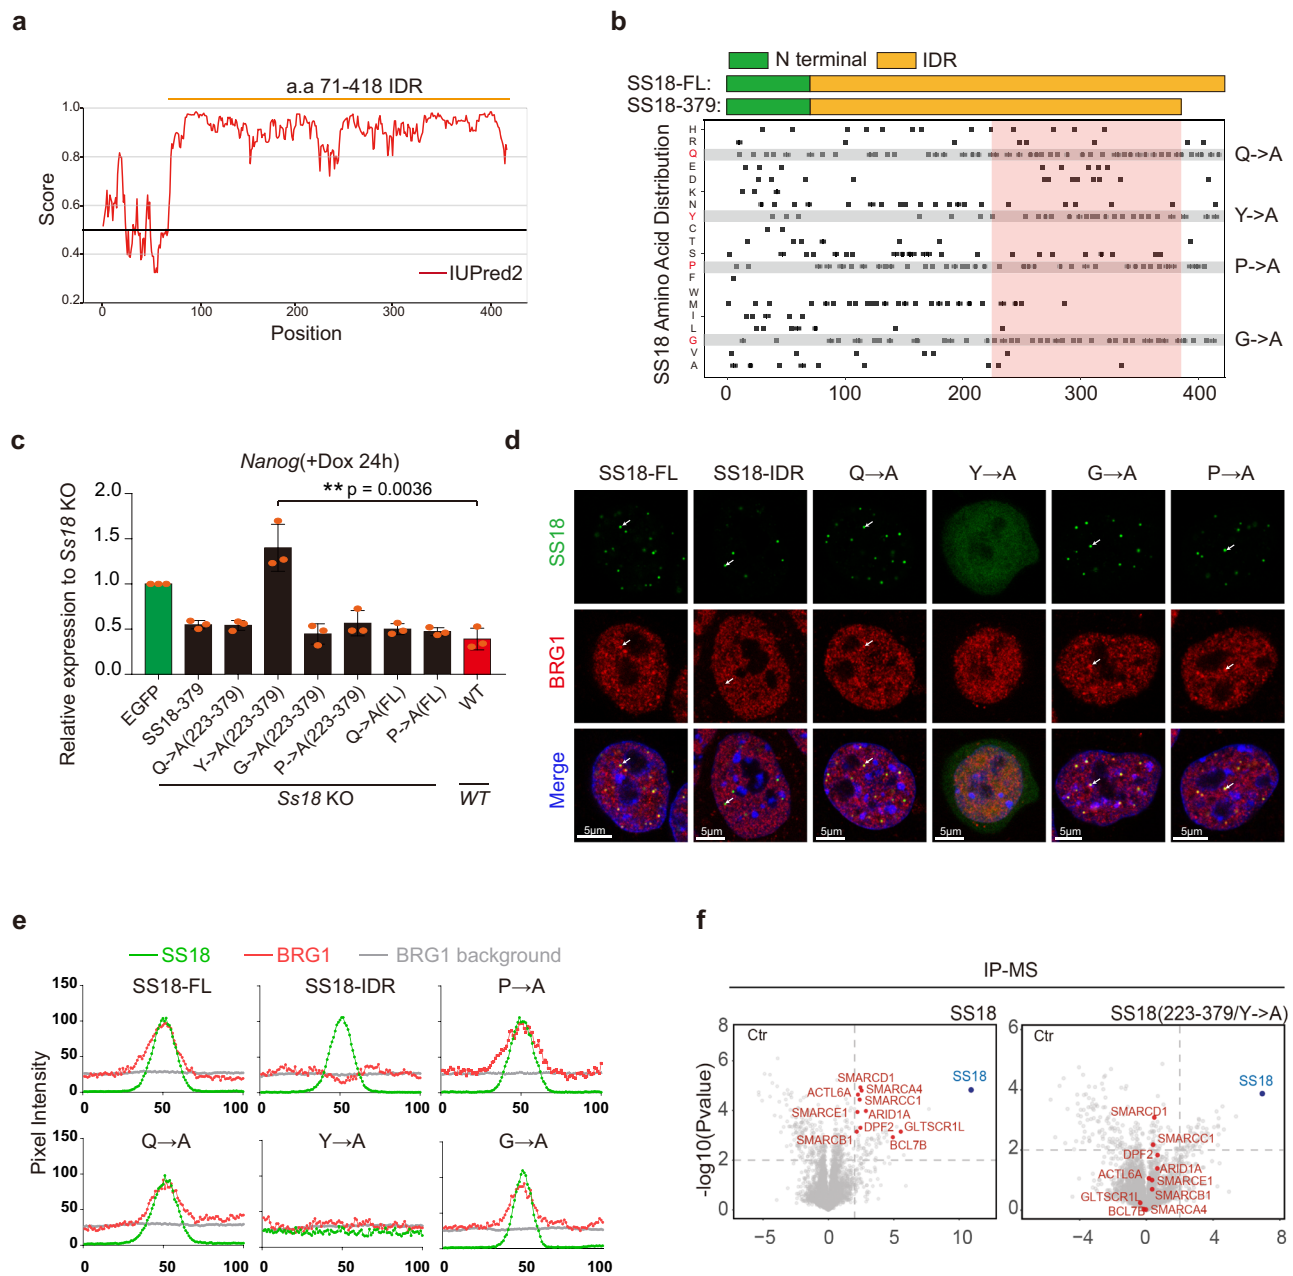 a
a.a 71-418 IDR
1.0
0.8
0.6
0.4
0.2
Score
IUPred2
0
100
200
300
400
Position
b
N terminal
IDR
SS18-FL:
SS18-379:
SS18 Amino Acid Distribution
H
R
Q
E
D
K
N
Y
C
T
S
P
F
W
M
I
L
G
V
A
Q->A
Y->A
P->A
G->A
0
100
200
300
400
c
Nanog(+Dox 24h)
** p = 0.0036
Relative expression to Ss18 KO
2.0
1.5
1.0
0.5
0.0
EGFP
SS18-379
Q->A(223-379)
Y->A(223-379)
G->A(223-379)
P->A(223-379)
Q->A(FL)
P->A(FL)
WT
Ss18 KO
WT
d
SS18-FL
SS18-IDR
Q→A
Y→A
G→A
P→A
SS18
BRG1
Merge
5μm
5μm
5μm
5μm
5μm
5μm
e
SS18
BRG1
BRG1 background
Pixel Intensity
SS18-FL
SS18-IDR
P→A
150
100
50
0
0
50
100
0
50
100
0
50
100
Q→A
Y→A
G→A
150
100
50
0
0
50
100
0
50
100
0
50
100
f
IP-MS
SS18
SS18(223-379/Y->A)
-log10(Pvalue)
8
6
4
2
0
Ctr
SS18
SMARCD1
ACTL6A
SMARCA4
SMARCC1
SMARCE1
ARID1A
DPF2
GLTSCR1L
SMARCB1
BCL7B
−5
0
5
10
6
4
2
0
Ctr
SS18
SMARCD1
SMARCC1
DPF2
ARID1A
ACTL6A
SMARCE1
SMARCB1
GLTSCR1L
BCL7B
SMARCA4
−4
0
4
8